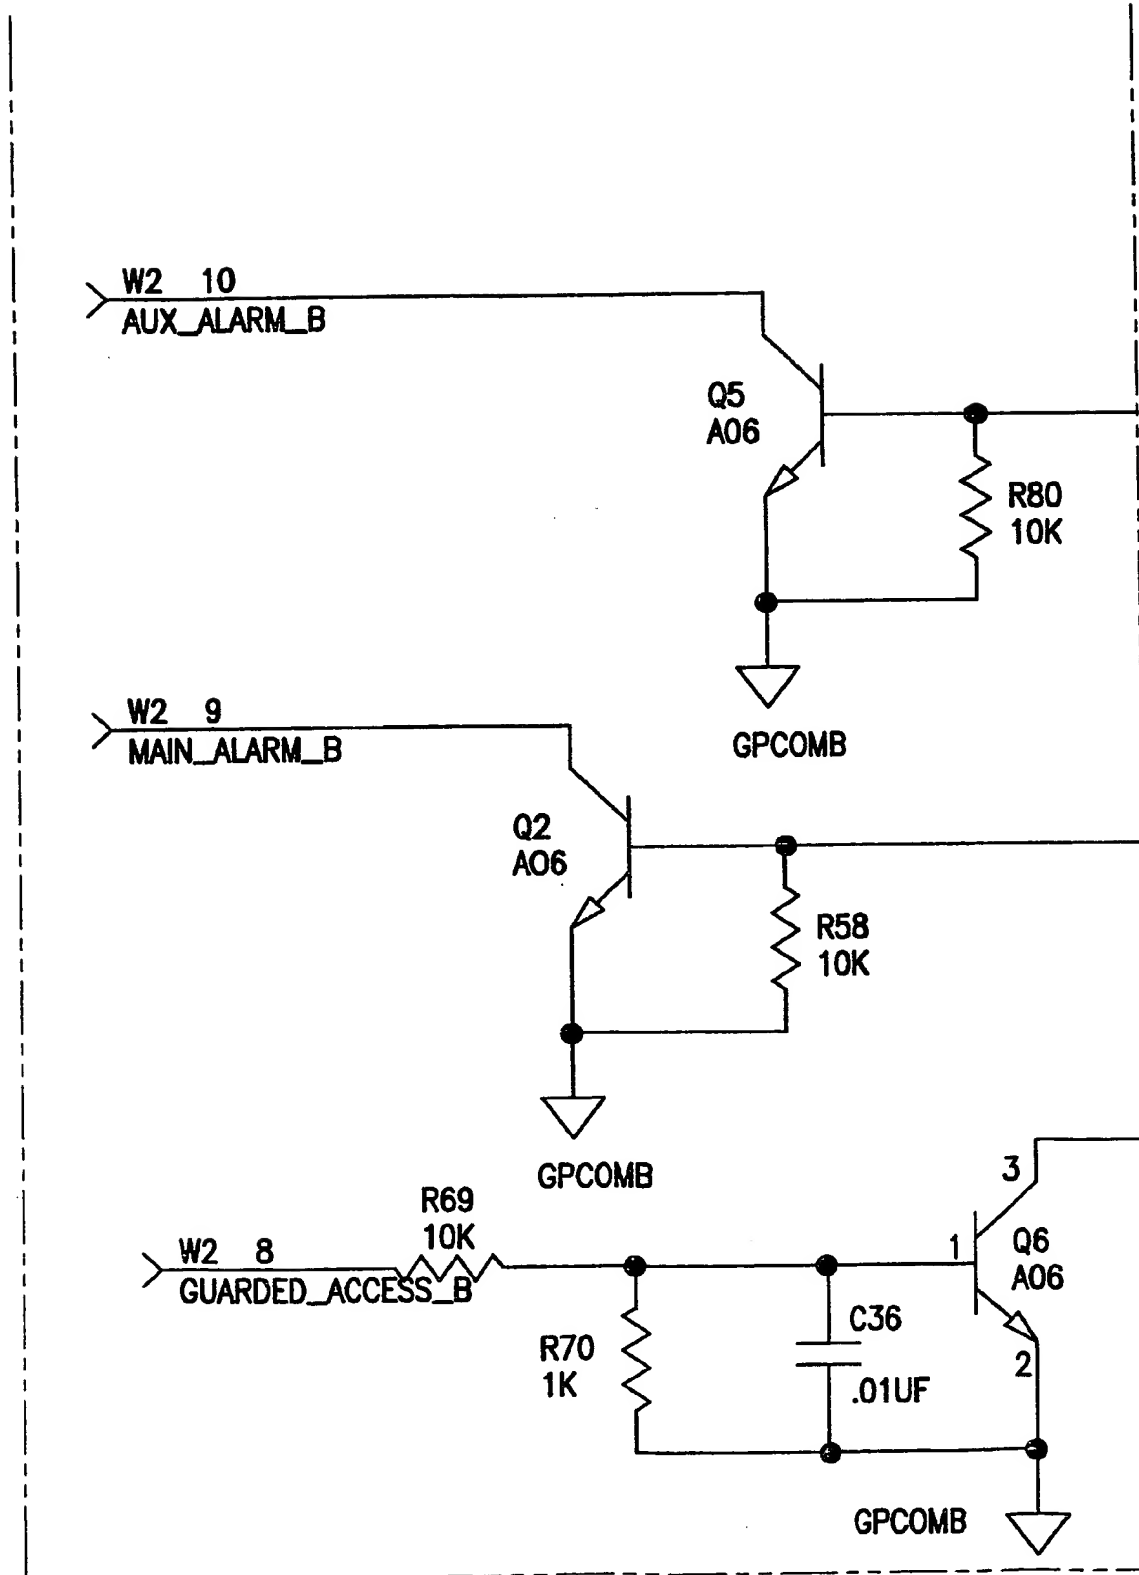 W2 10
AUX_ALARM_B
Q5
A06
R80
10K
GPCOMB
W2 9
MAIN_ALARM_B
Q2
A06
R58
10K
GPCOMB
R69
10K
W2 8
GUARDED_ACCESS_B
R70
1K
C36
.01UF
3
1
Q6
A06
2
GPCOMB